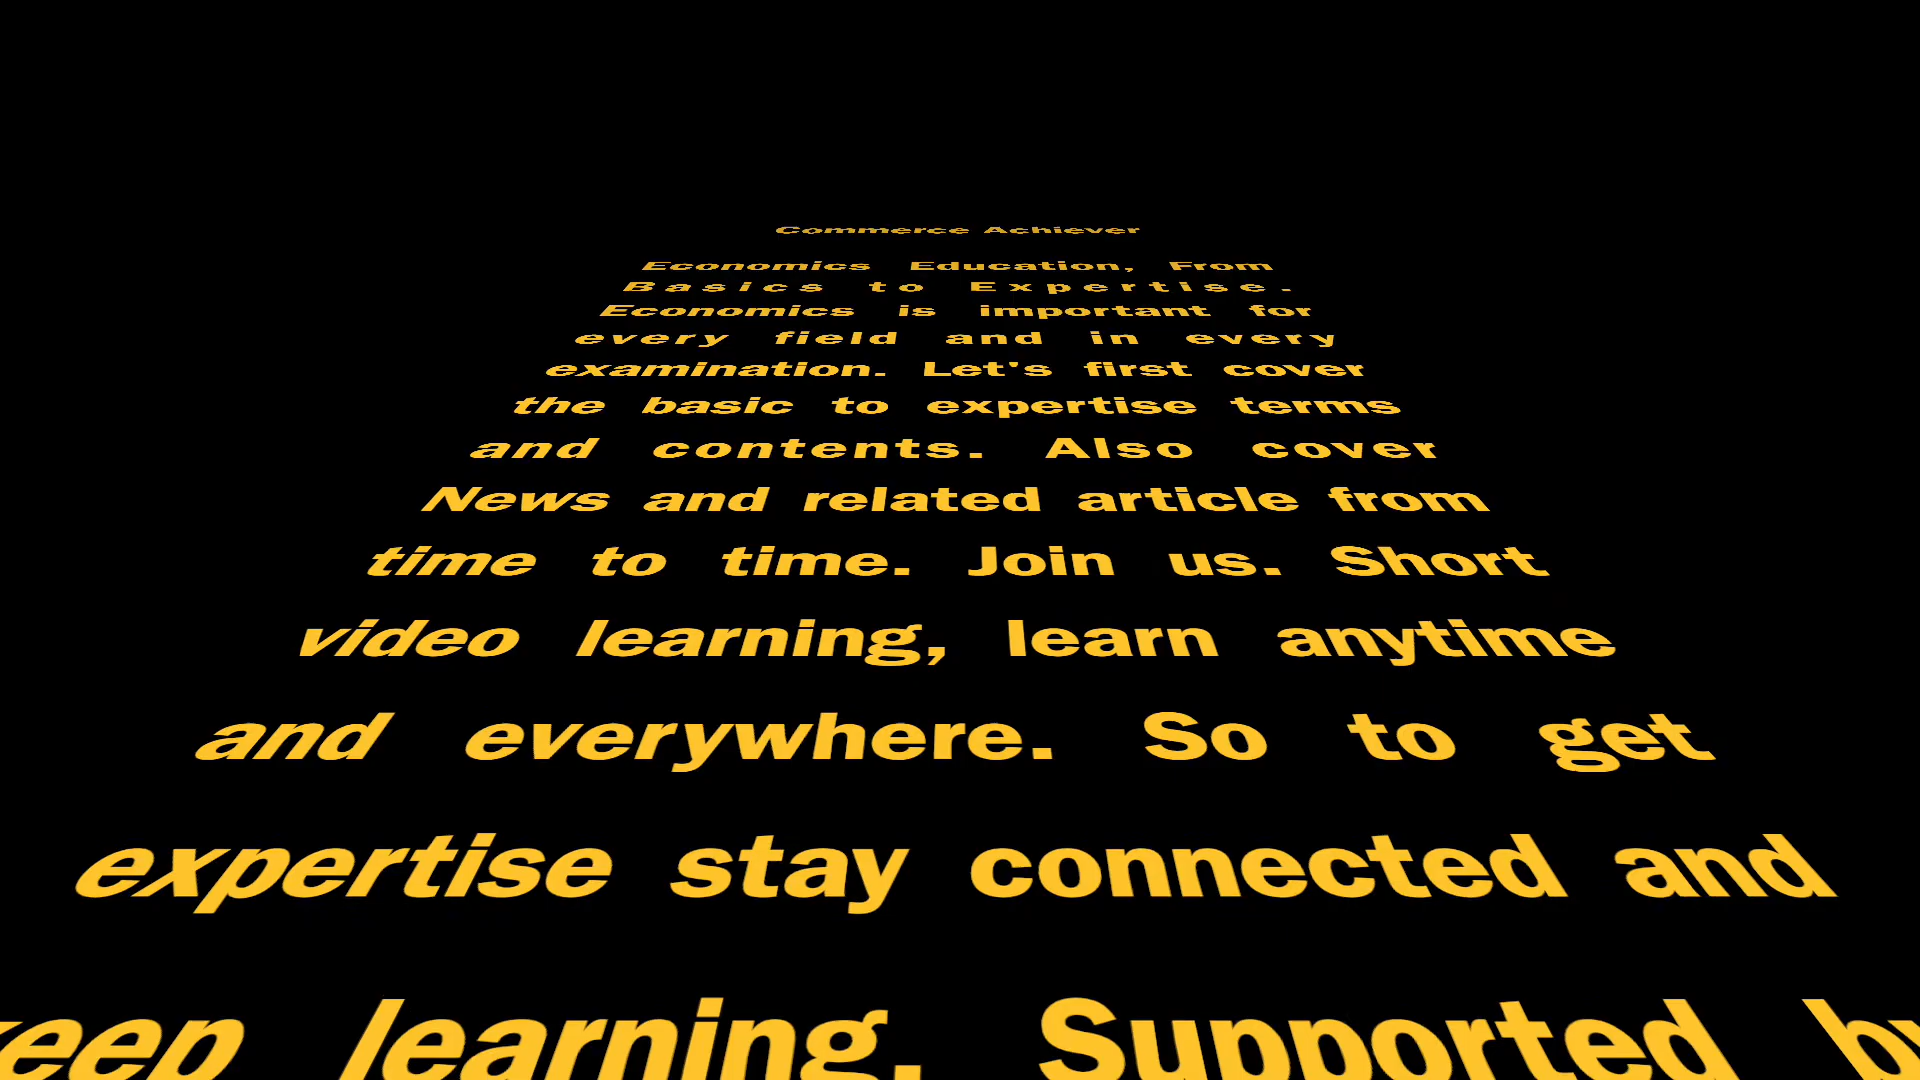 Commerce Achiever
Economics Education, From
Basics to Expertise.
Economics is important for
every field and in every
examination. Let's first cover
the basic to expertise terms
and contents. Also cover
News and related article from
time to time. Join us. Short
video learning, learn anytime
and everywhere. So to get
expertise stay connected and
keep learning. Supported by